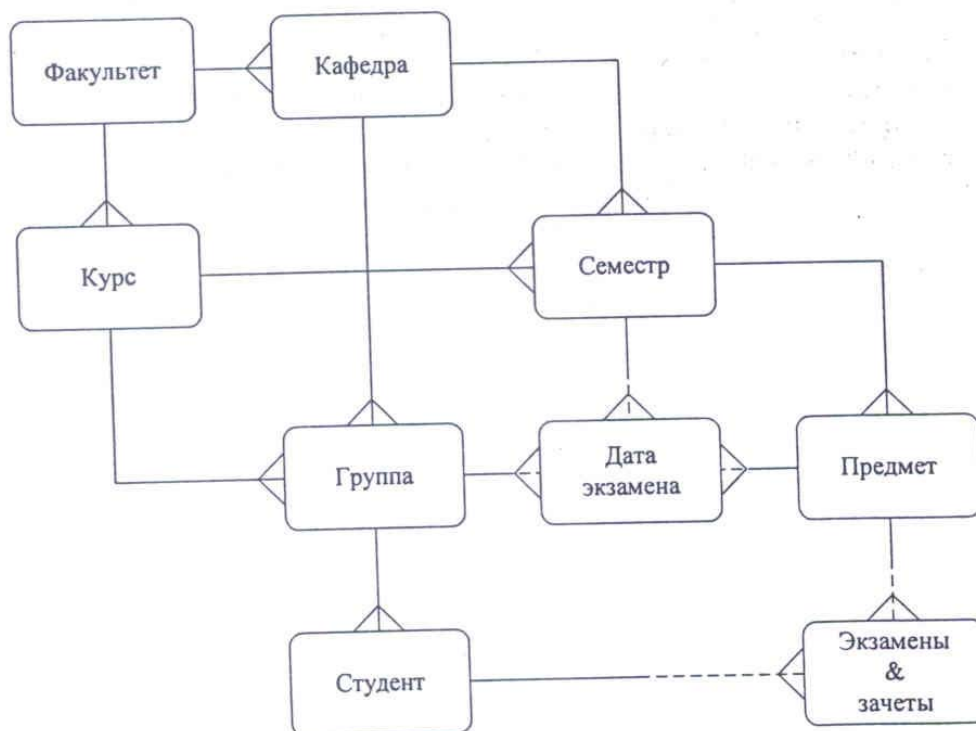 Факультет
Кафедра
Курс
Семестр
Группа
Дата
экзамена
Предмет
Студент
Экзамены
&
зачеты